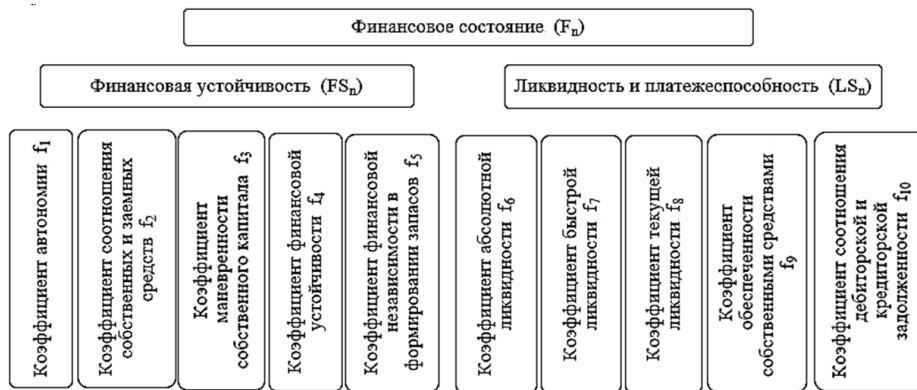 Финансовое состояние (Fn)
Финансовая устойчивость (FSn)
Ликвидность и платежеспособность (LSn)
Коэффициент автономии f1
Коэффициент соотношения
собственных и заемных
средств f2
Коэффициент
маневренности
собственного капитала f3
Коэффициент финансовой
устойчивости f4
Коэффициент финансовой
независимости в
формировании запасов f5
Коэффициент абсолютной
ликвидности f6
Коэффициент быстрой
ликвидности f7
Коэффициент текущей
ликвидности f8
Коэффициент
обеспеченности
собственными средствами
f9
Коэффициент соотношения
дебиторской и
кредиторской
задолженности f10